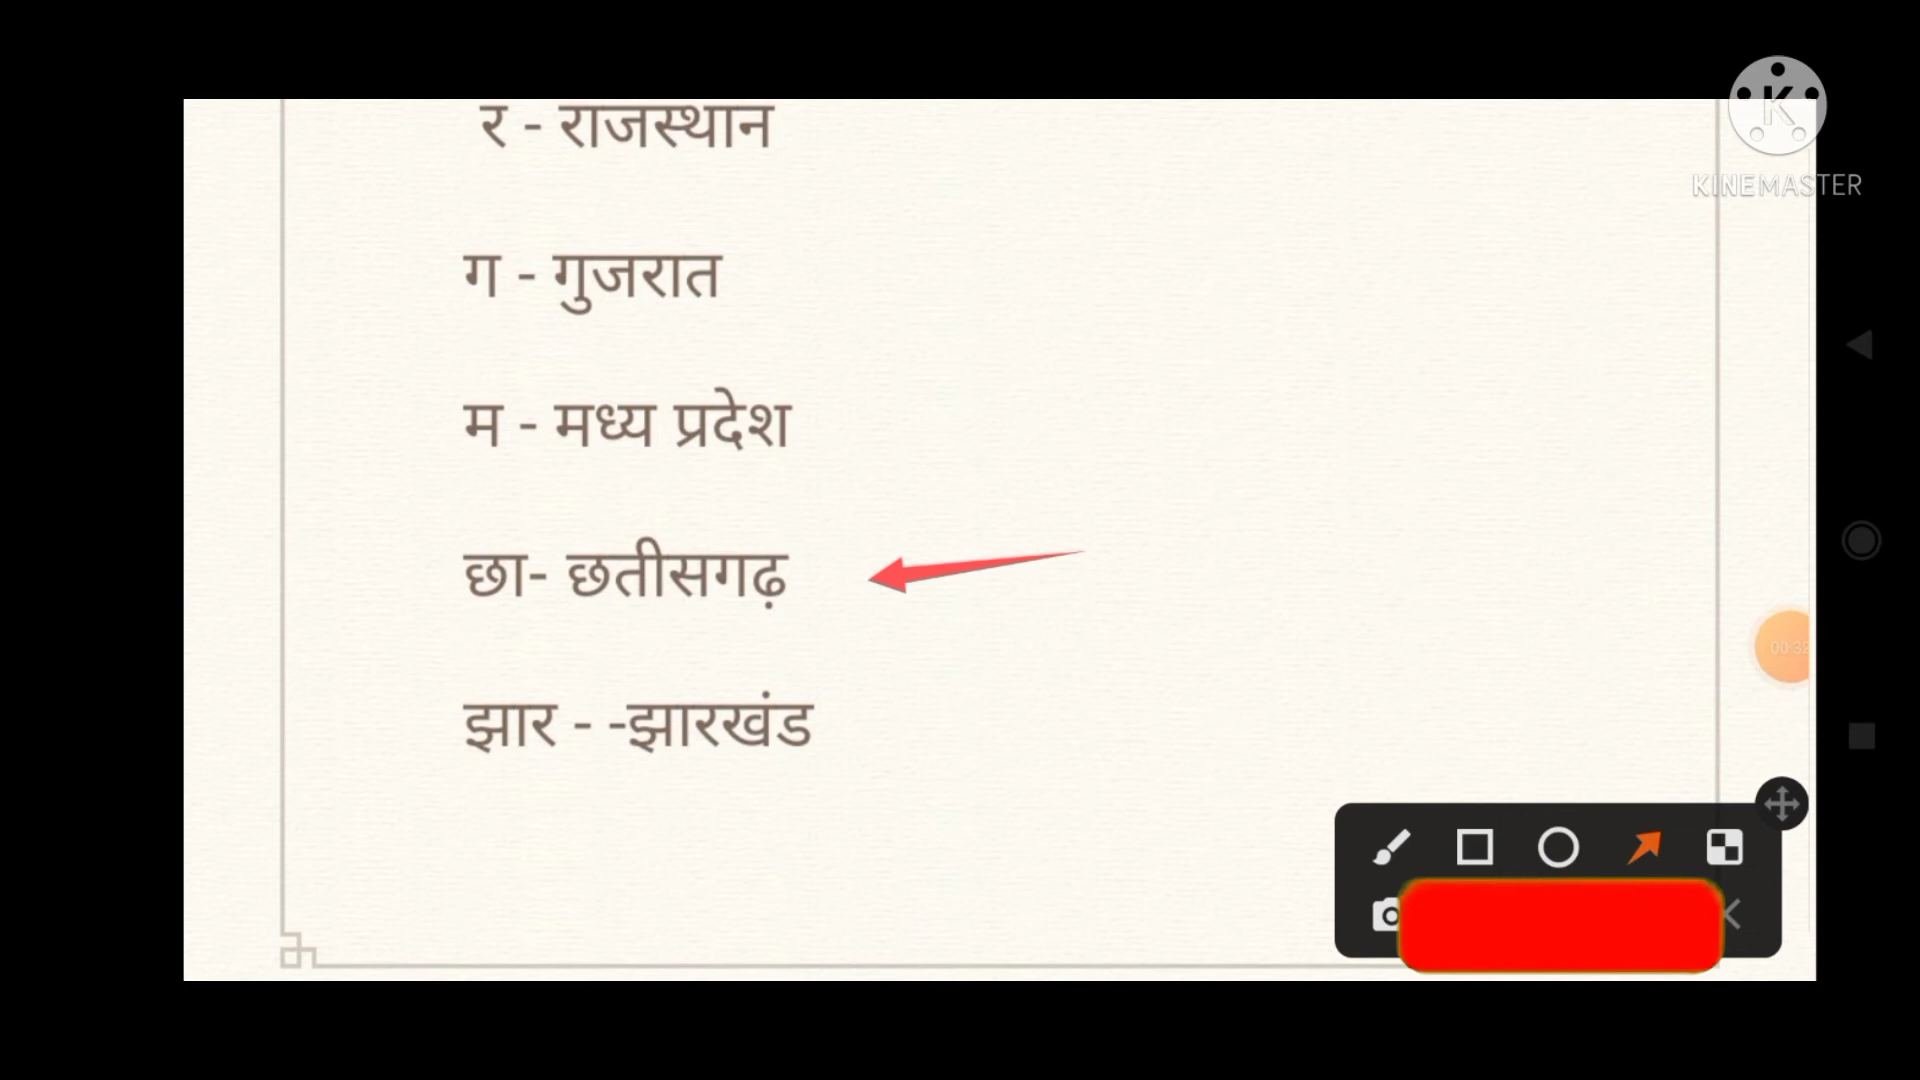 र - राजस्थान
KINEMASTER
ग - गुजरात
म - मध्य प्रदेश
छा- छतीसगढ़
झार - -झारखंड